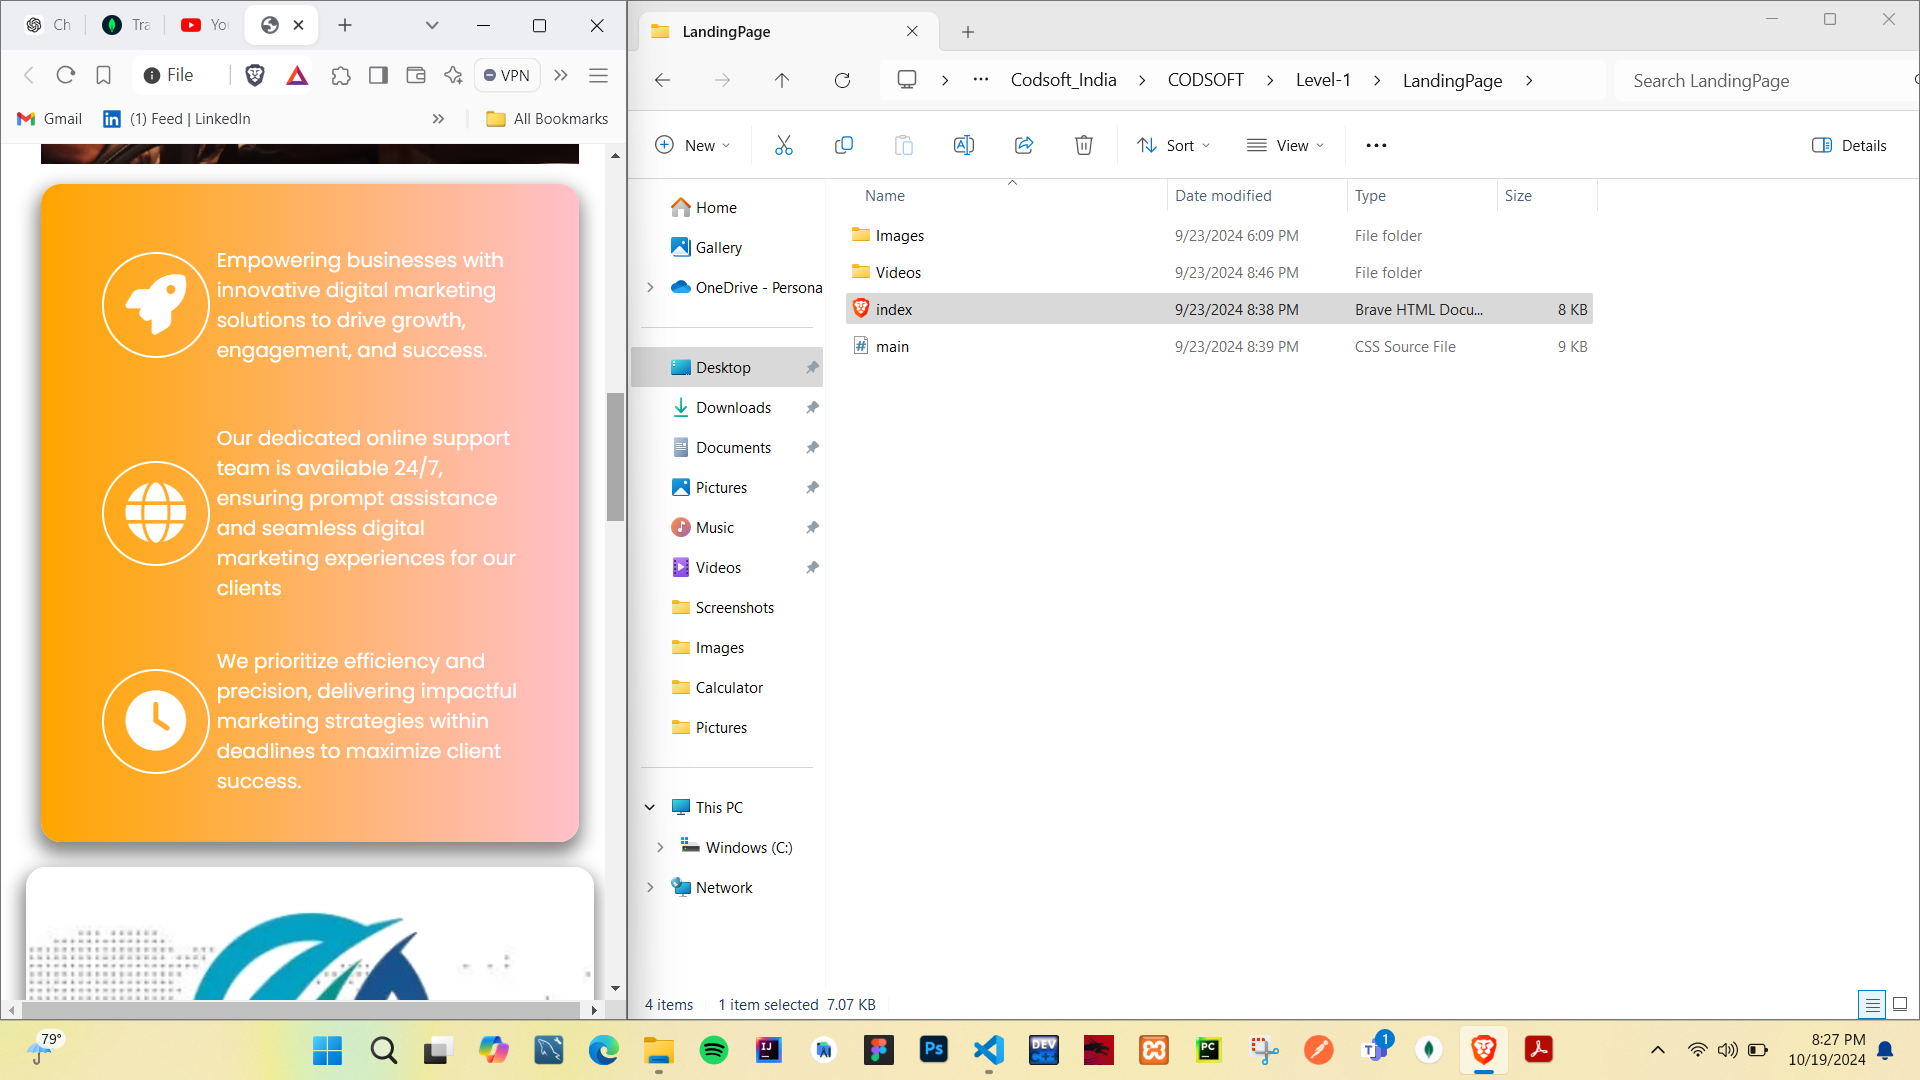 Ch
Tra
You
File
VPN
Gmail
(1) Feed | LinkedIn
All Bookmarks
Empowering businesses with
innovative digital marketing
solutions to drive growth,
engagement, and success.
Our dedicated online support
team is available 24/7,
ensuring prompt assistance
and seamless digital
marketing experiences for our
clients
We prioritize efficiency and
precision, delivering impactful
marketing strategies within
deadlines to maximize client
success.
LandingPage
Codsoft_India
CODSOFT
Level-1
LandingPage
Search LandingPage
New
Sort
View
Details
Home
Gallery
OneDrive - Persona
Desktop
Downloads
Documents
Pictures
Music
Videos
Screenshots
Images
Calculator
Pictures
This PC
Windows (C:)
Network
Name Date modified Type Size
Images 9/23/2024 6:09 PM File folder
Videos 9/23/2024 8:46 PM File folder
index 9/23/2024 8:38 PM Brave HTML Docu... 8 KB
main 9/23/2024 8:39 PM CSS Source File 9 KB
4 items 1 item selected 7.07 KB
79°
IJ
Ps
DEV
PC
1
8:27 PM
10/19/2024